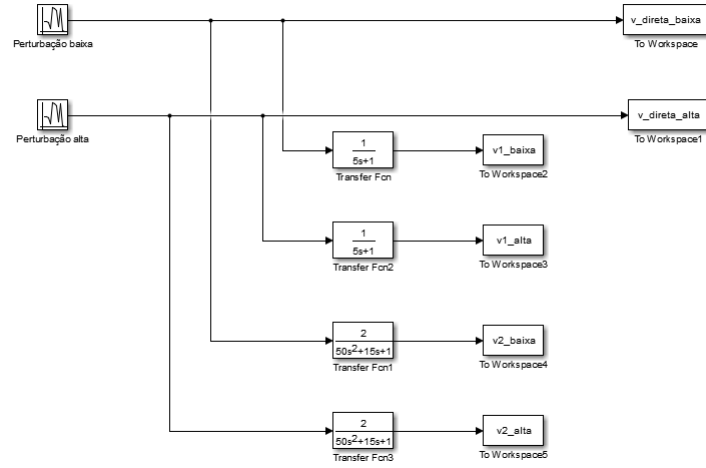 v_direta_baixa
Perturbação baixa
To Workspace
v_direta_alta
Perturbação alta
To Workspace1
1
5s+1
v1_baixa
Transfer Fcn
To Workspace2
1
5s+1
v1_alta
Transfer Fcn2
To Workspace3
2
50s²+15s+1
v2_baixa
Transfer Fcn1
To Workspace4
2
50s²+15s+1
v2_alta
Transfer Fcn3
To Workspace5